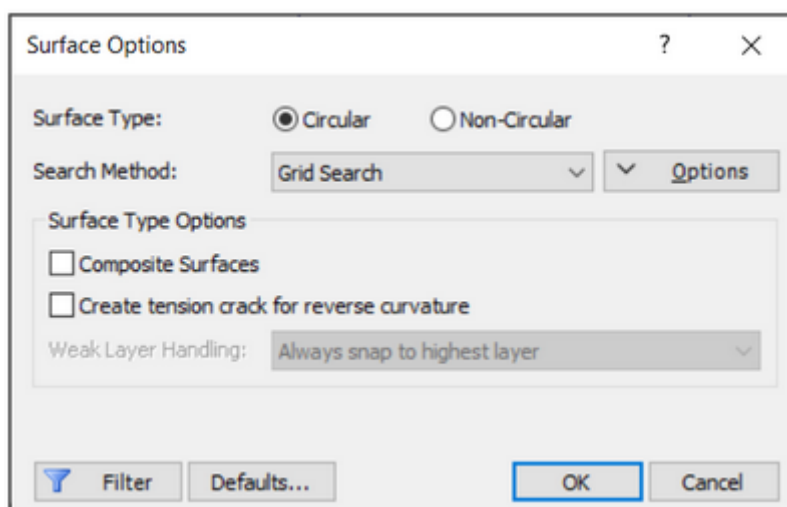 Surface Options ?
Surface Type: Circular Non-Circular
Search Method: Grid Search Options
Surface Type Options
Composite Surfaces
Create tension crack for reverse curvature
Weak Layer Handling: Always snap to highest layer
Filter Defaults... OK Cancel